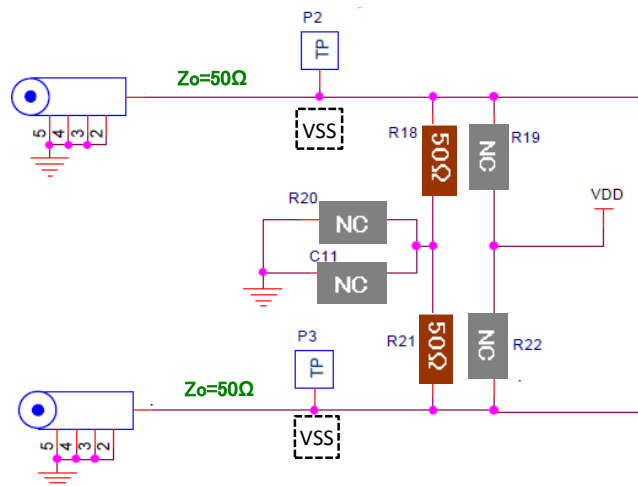 P2
TP
Zo=50Ω
VSS
5
4
3
2
R18
50Ω
R19
NC
R20
NC
VDD
C11
NC
R21
50Ω
R22
NC
P3
TP
Zo=50Ω
VSS
5
4
3
2